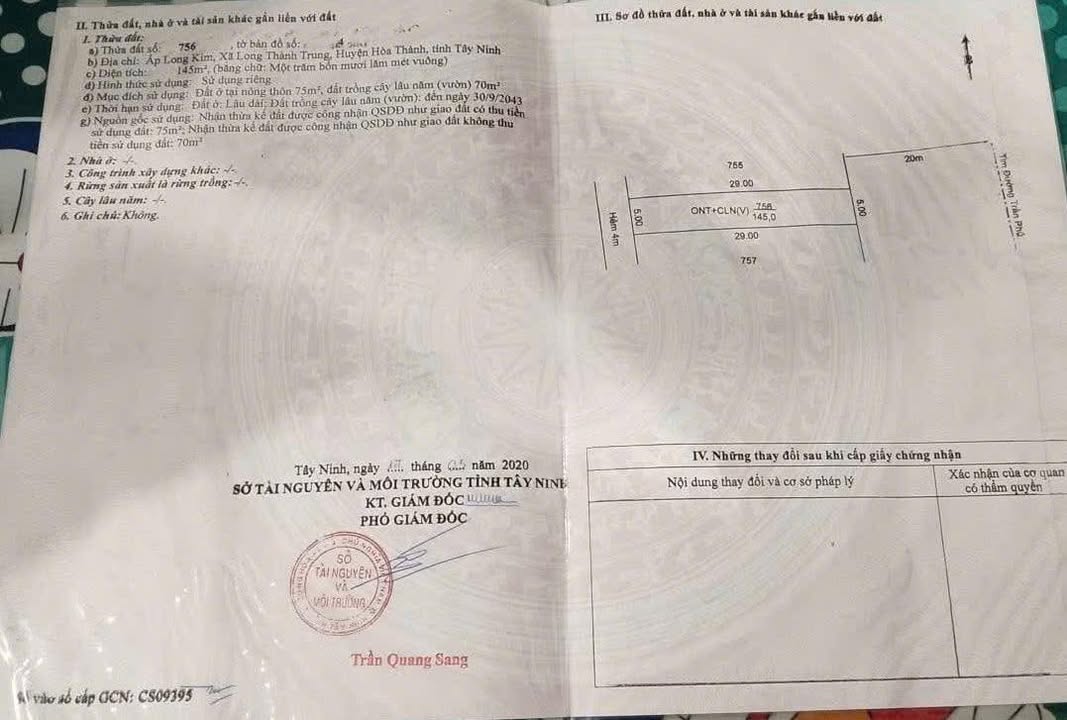 II. Thửa đất, nhà ở và tài sản khác gắn liền với đất
1. Thửa đất:
a) Thửa đất số: 756 , tờ bản đồ số:
b) Địa chỉ: Ấp Long Kim, Xã Long Thành Trung, Huyện Hòa Thành, tỉnh Tây Ninh
c) Diện tích: 145m², (bằng chữ: Một trăm bốn mươi lăm mét vuông)
d) Hình thức sử dụng: Sử dụng riêng
đ) Mục đích sử dụng: Đất ở tại nông thôn 75m², đất trồng cây lâu năm (vườn) 70m²
e) Thời hạn sử dụng: Đất ở: Lâu dài; Đất trồng cây lâu năm (vườn): đến ngày 30/9/2043
g) Nguồn gốc sử dụng: Nhận thừa kế đất được công nhận QSDĐ như giao đất có thu tiền
sử dụng đất: 75m²; Nhận thừa kế đất được công nhận QSDĐ như giao đất không thu
tiền sử dụng đất: 70m²
2. Nhà ở: -/-.
3. Công trình xây dựng khác: -/-.
4. Rừng sản xuất là rừng trồng: -/-.
5. Cây lâu năm: -/-.
6. Ghi chú: Không.
Tây Ninh, ngày tháng năm 2020
SỞ TÀI NGUYÊN VÀ MÔI TRƯỜNG TỈNH TÂY NINH
KT. GIÁM ĐỐC
PHÓ GIÁM ĐỐC
SỞ
TÀI NGUYÊN
VÀ
MÔI TRƯỜNG
Trần Quang Sang
vào sổ cấp GCN: CS09395
III. Sơ đồ thửa đất, nhà ở và tài sản khác gắn liền với đất
B
20m
Tim Đường Trần Phú
755
29.00
Hẻm 4m
5.00
ONT+CLN(V) 756
145,0
5.00
29.00
757
IV. Những thay đổi sau khi cấp giấy chứng nhận
Nội dung thay đổi và cơ sở pháp lý
Xác nhận của cơ quan
có thẩm quyền